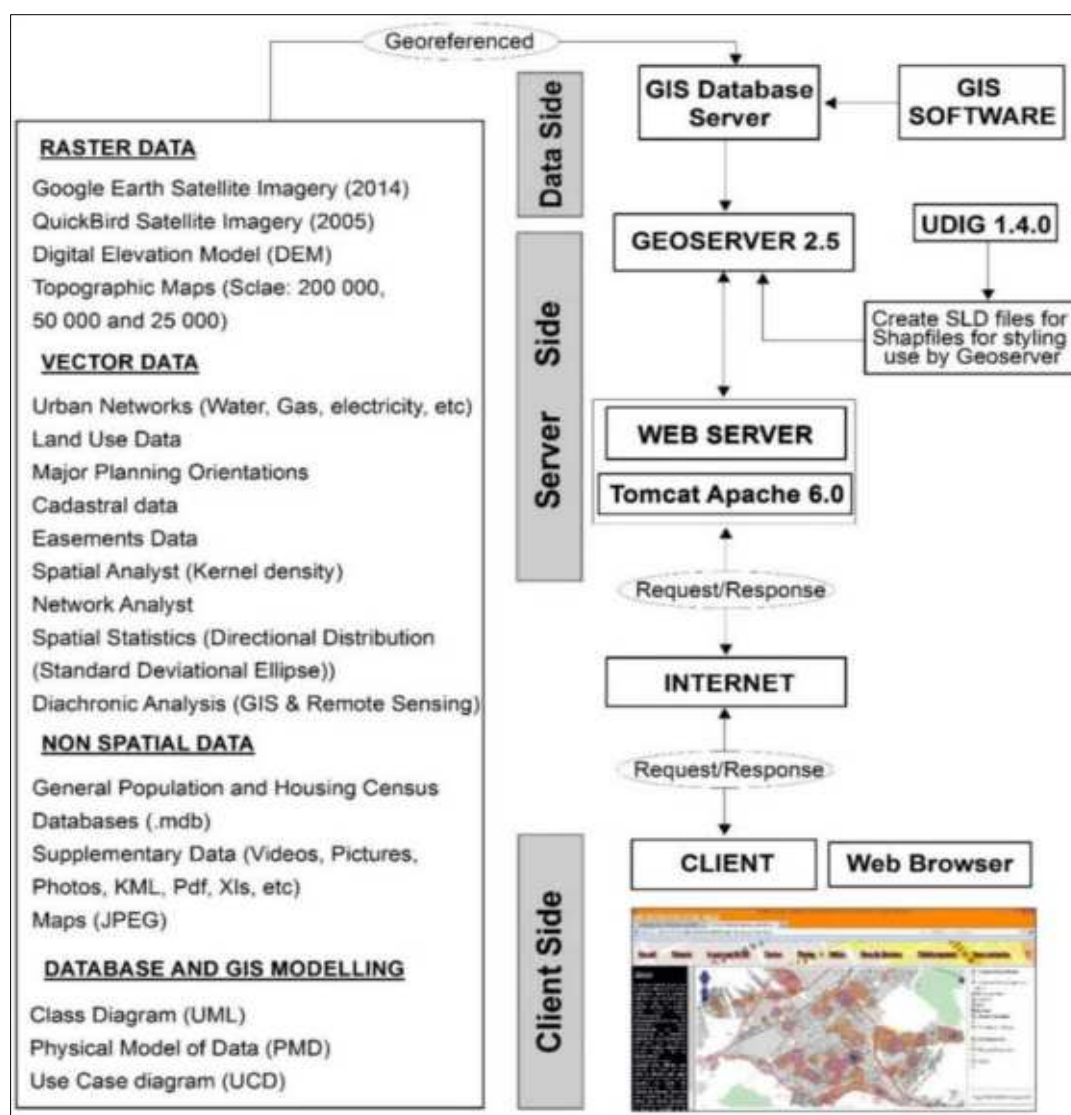 Georeferenced
Data Side
GIS Database
Server
GIS
SOFTWARE
RASTER DATA
Google Earth Satellite Imagery (2014)
QuickBird Satellite Imagery (2005)
Digital Elevation Model (DEM)
Topographic Maps (Sclae: 200 000,
50 000 and 25 000)
VECTOR DATA
Urban Networks (Water, Gas, electricity, etc)
Land Use Data
Major Planning Orientations
Cadastral data
Easements Data
Spatial Analyst (Kernel density)
Network Analyst
Spatial Statistics (Directional Distribution
(Standard Deviational Ellipse))
Diachronic Analysis (GIS & Remote Sensing)
NON SPATIAL DATA
General Population and Housing Census
Databases (.mdb)
Supplementary Data (Videos, Pictures,
Photos, KML, Pdf, Xls, etc)
Maps (JPEG)
DATABASE AND GIS MODELLING
Class Diagram (UML)
Physical Model of Data (PMD)
Use Case diagram (UCD)
Server Side
GEOSERVER 2.5
UDIG 1.4.0
Create SLD files for
Shapfiles for styling
use by Geoserver
WEB SERVER
Tomcat Apache 6.0
Request/Response
INTERNET
Request/Response
Client Side
CLIENT
Web Browser